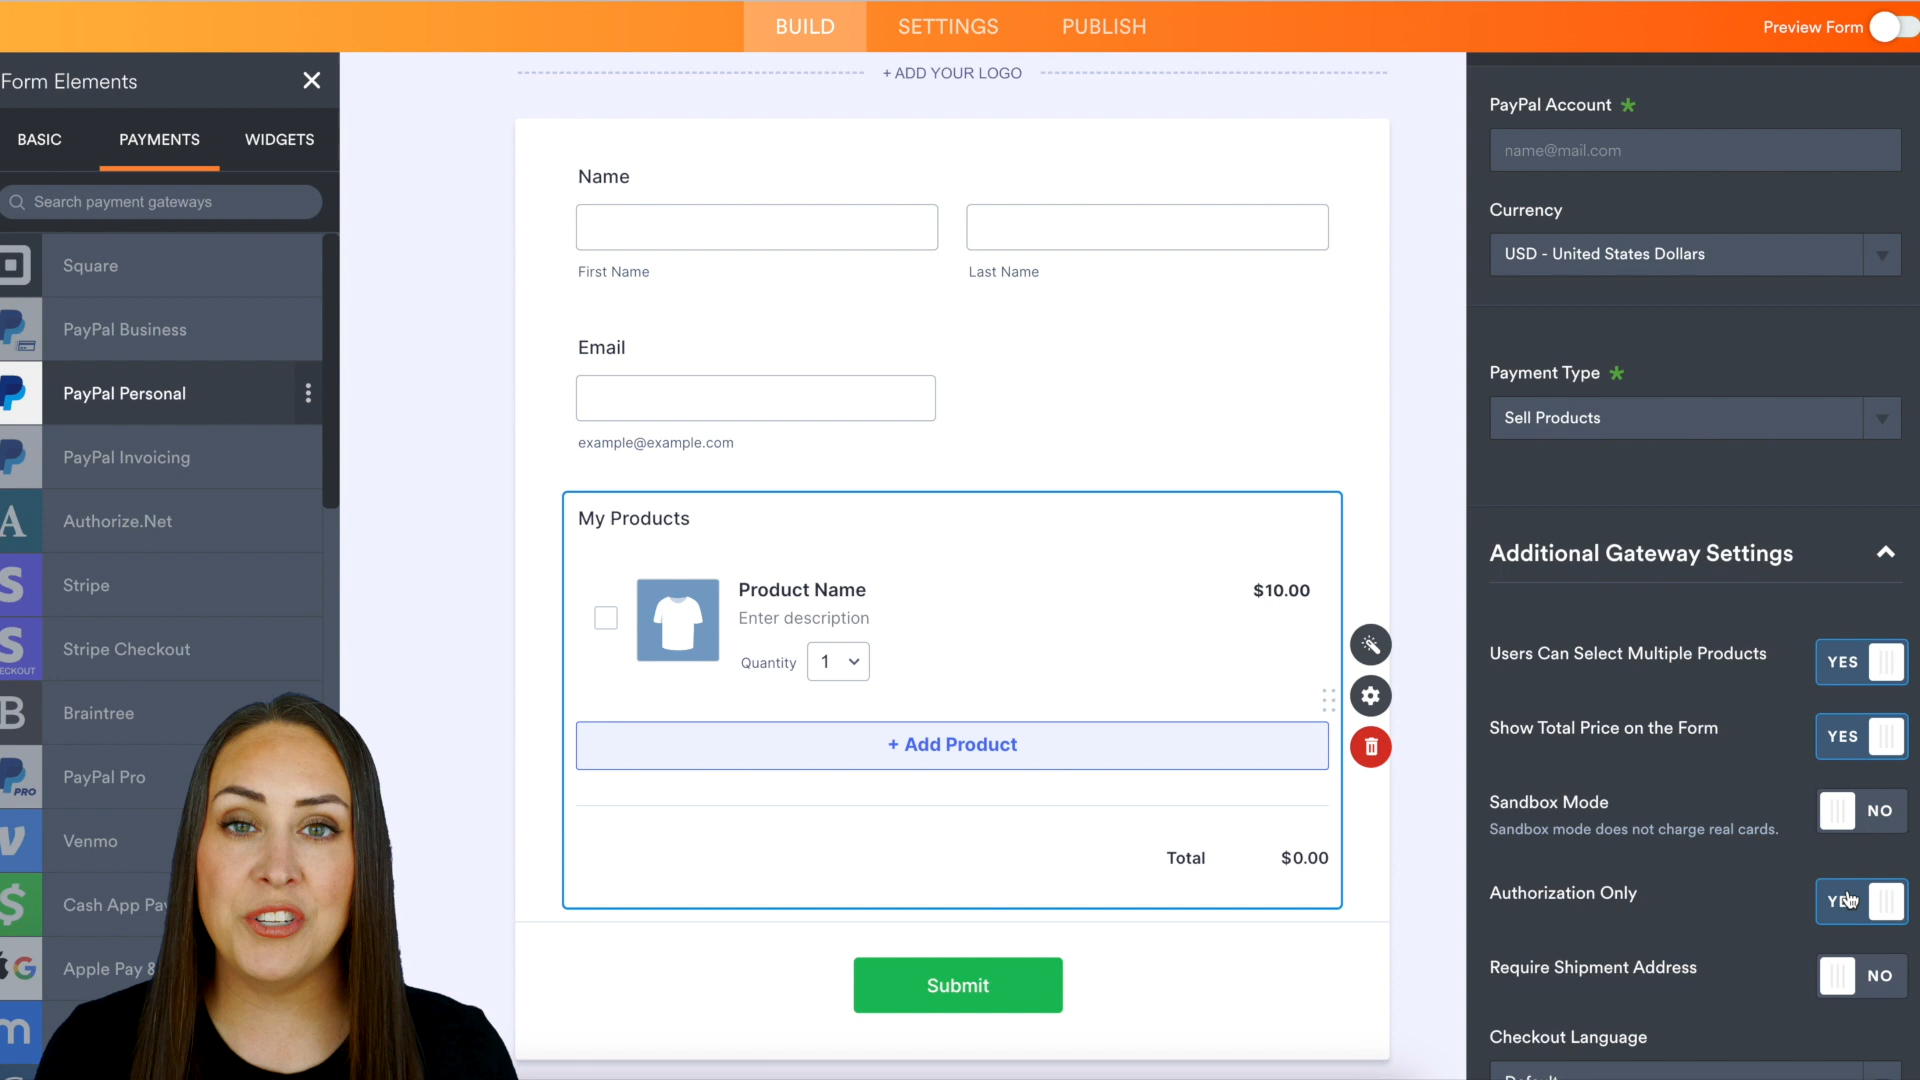 BUILD
SETTINGS
PUBLISH
Preview Form
Form Elements
BASIC
PAYMENTS
WIDGETS
Search payment gateways
Square
PayPal Business
PayPal Personal
PayPal Invoicing
Authorize.Net
Stripe
Stripe Checkout
Braintree
PayPal Pro
PRO
Venmo
Cash App
Apple Pay
+ ADD YOUR LOGO
Name
First Name
Last Name
Email
example@example.com
My Products
Product Name
$10.00
Enter description
Quantity 1
+ Add Product
Total $0.00
Submit
PayPal Account *
name@mail.com
Currency
USD - United States Dollars
Payment Type *
Sell Products
Additional Gateway Settings
Users Can Select Multiple Products
YES
Show Total Price on the Form
YES
Sandbox Mode
NO
Sandbox mode does not charge real cards.
Authorization Only
Require Shipment Address
NO
Checkout Language